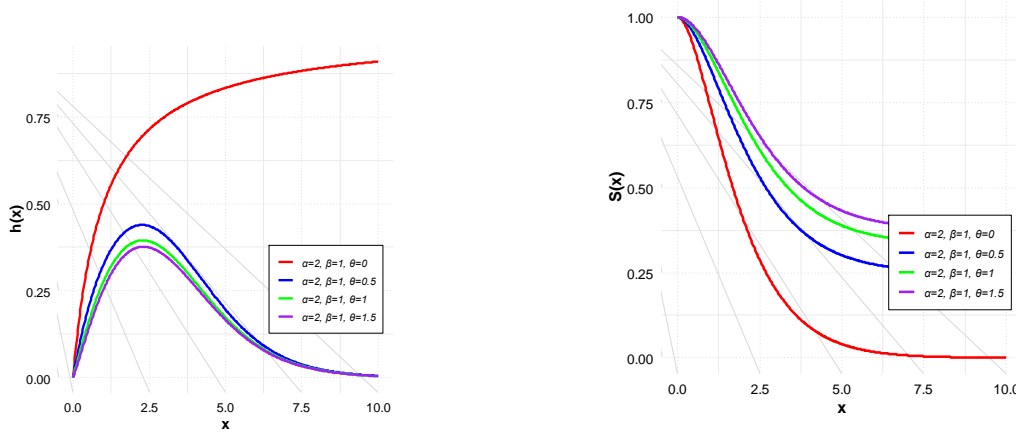 h(x)
0.75
0.50
0.25
0.00
0.0 2.5 5.0 7.5 10.0
x
α=2, β=1, θ=0
α=2, β=1, θ=0.5
α=2, β=1, θ=1
α=2, β=1, θ=1.5
S(x)
1.00
0.75
0.50
0.25
0.00
0.0 2.5 5.0 7.5 10.0
x
α=2, β=1, θ=0
α=2, β=1, θ=0.5
α=2, β=1, θ=1
α=2, β=1, θ=1.5